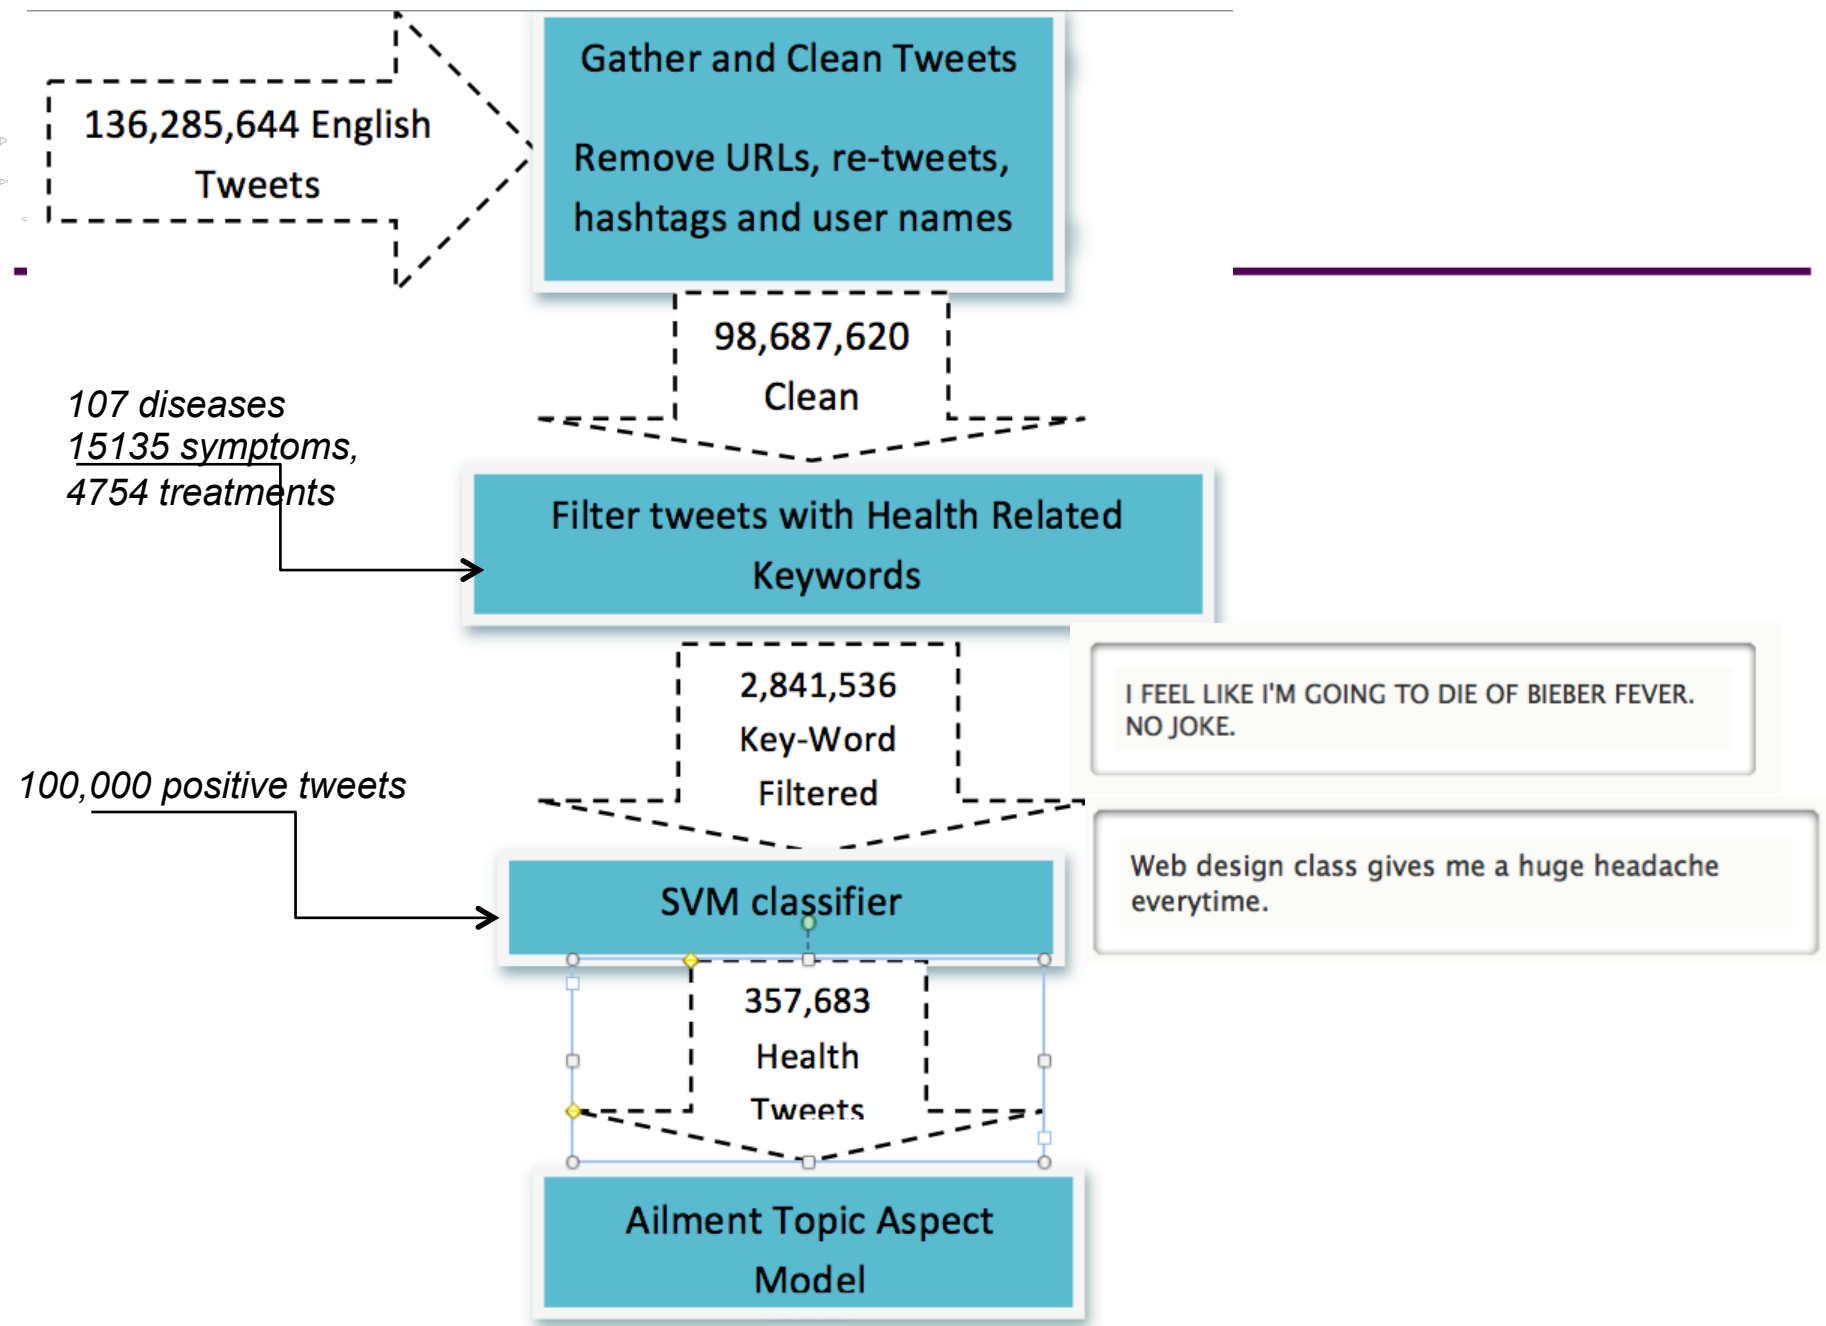 136,285,644 English
Tweets
Gather and Clean Tweets
Remove URLs, re-tweets,
hashtags and user names
98,687,620
Clean
107 diseases
15135 symptoms,
4754 treatments
Filter tweets with Health Related
Keywords
2,841,536
Key-Word
Filtered
I FEEL LIKE I'M GOING TO DIE OF BIEBER FEVER.
NO JOKE.
100,000 positive tweets
Web design class gives me a huge headache
everytime.
SVM classifier
357,683
Health
Tweets
Ailment Topic Aspect
Model